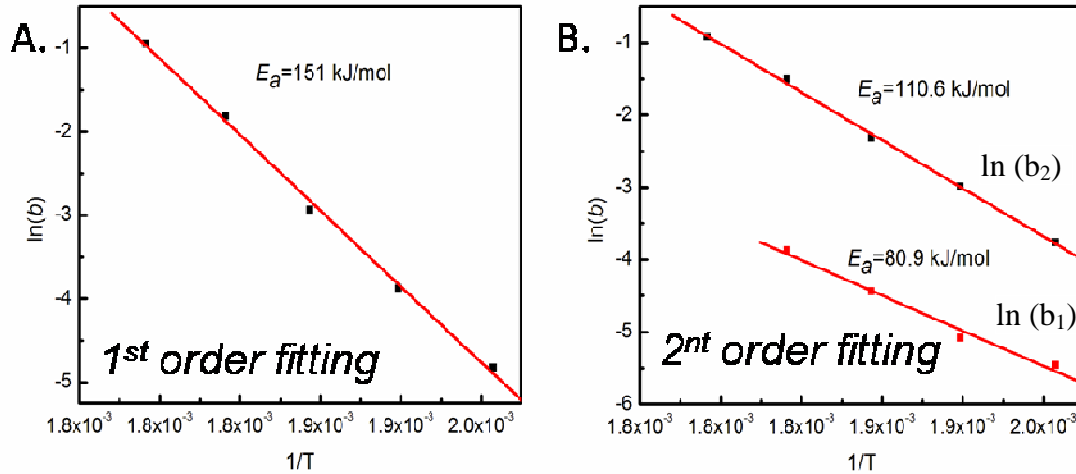 A.
-1
-2
-3
-4
-5
ln(b)
Ea=151 kJ/mol
1st order fitting
1.8x10-3
1.8x10-3
1.8x10-3
1.9x10-3
1.9x10-3
2.0x10-3
1/T
B.
-1
-2
-3
-4
-5
-6
ln(b)
Ea=110.6 kJ/mol
ln (b2)
Ea=80.9 kJ/mol
ln (b1)
2nt order fitting
1.8x10-3
1.8x10-3
1.8x10-3
1.9x10-3
1.9x10-3
2.0x10-3
1/T